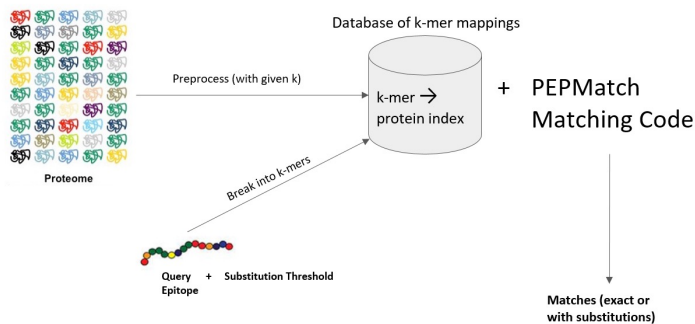 Database of k-mer mappings
Preprocess (with given k)
k-mer →
protein index
+
PEPMatch
Matching Code
Proteome
Break into k-mers
Query + Substitution Threshold
Epitope
Matches (exact or
with substitutions)